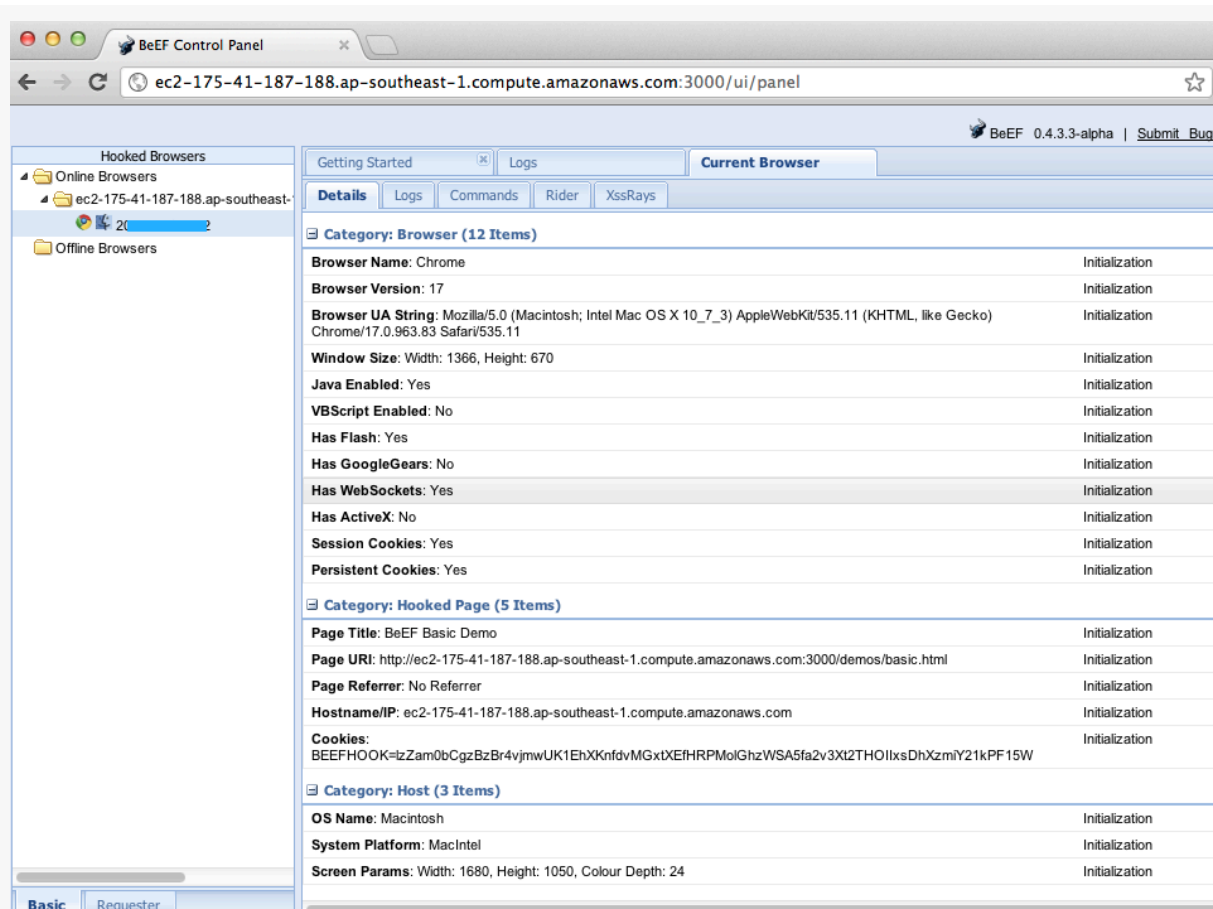 BeEF Control Panel
ec2-175-41-187-188.ap-southeast-1.compute.amazonaws.com:3000/ui/panel
BeEF 0.4.3.3-alpha | Submit Bug
Hooked Browsers
Online Browsers
ec2-175-41-187-188.ap-southeast-
20 2
Offline Browsers
Basic Requester
Getting Started Logs Current Browser
Details Logs Commands Rider XssRays
Category: Browser (12 Items)
Browser Name: Chrome Initialization
Browser Version: 17 Initialization
Browser UA String: Mozilla/5.0 (Macintosh; Intel Mac OS X 10_7_3) AppleWebKit/535.11 (KHTML, like Gecko) Initialization
Chrome/17.0.963.83 Safari/535.11
Window Size: Width: 1366, Height: 670 Initialization
Java Enabled: Yes Initialization
VBScript Enabled: No Initialization
Has Flash: Yes Initialization
Has GoogleGears: No Initialization
Has WebSockets: Yes Initialization
Has ActiveX: No Initialization
Session Cookies: Yes Initialization
Persistent Cookies: Yes Initialization
Category: Hooked Page (5 Items)
Page Title: BeEF Basic Demo Initialization
Page URI: http://ec2-175-41-187-188.ap-southeast-1.compute.amazonaws.com:3000/demos/basic.html Initialization
Page Referrer: No Referrer Initialization
Hostname/IP: ec2-175-41-187-188.ap-southeast-1.compute.amazonaws.com Initialization
Cookies: Initialization
BEEFHOOK=lzZam0bCgzBzBr4vjmwUK1EhXKnfdvMGxtXEfHRPMolGhzWSA5fa2v3Xt2THOIlxsDhXzmiY21kPF15W
Category: Host (3 Items)
OS Name: Macintosh Initialization
System Platform: MacIntel Initialization
Screen Params: Width: 1680, Height: 1050, Colour Depth: 24 Initialization